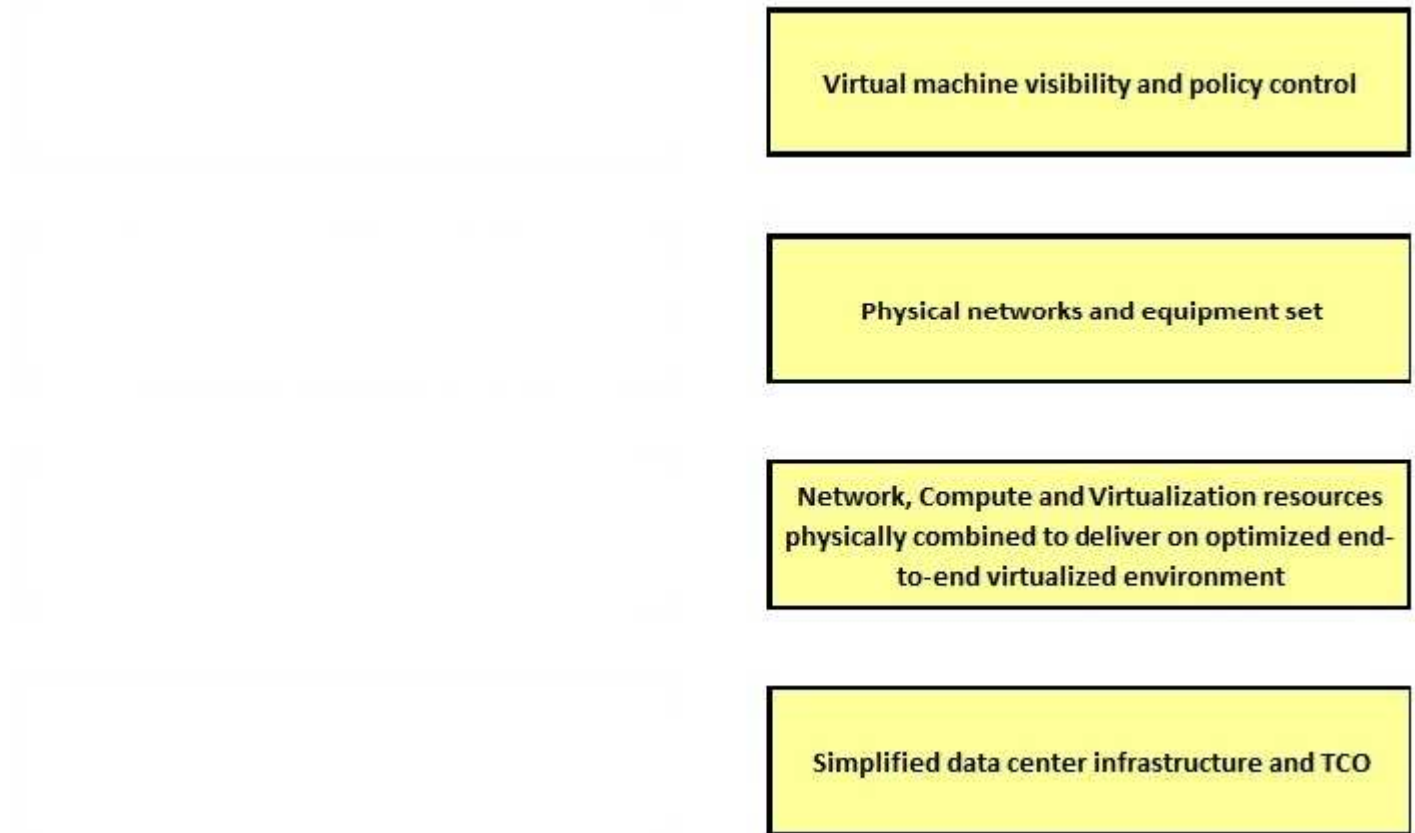 Virtual machine visibility and policy control
Physical networks and equipment set
Network, Compute and Virtualization resources
physically combined to deliver on optimized end-
to-end virtualized environment
Simplified data center infrastructure and TCO